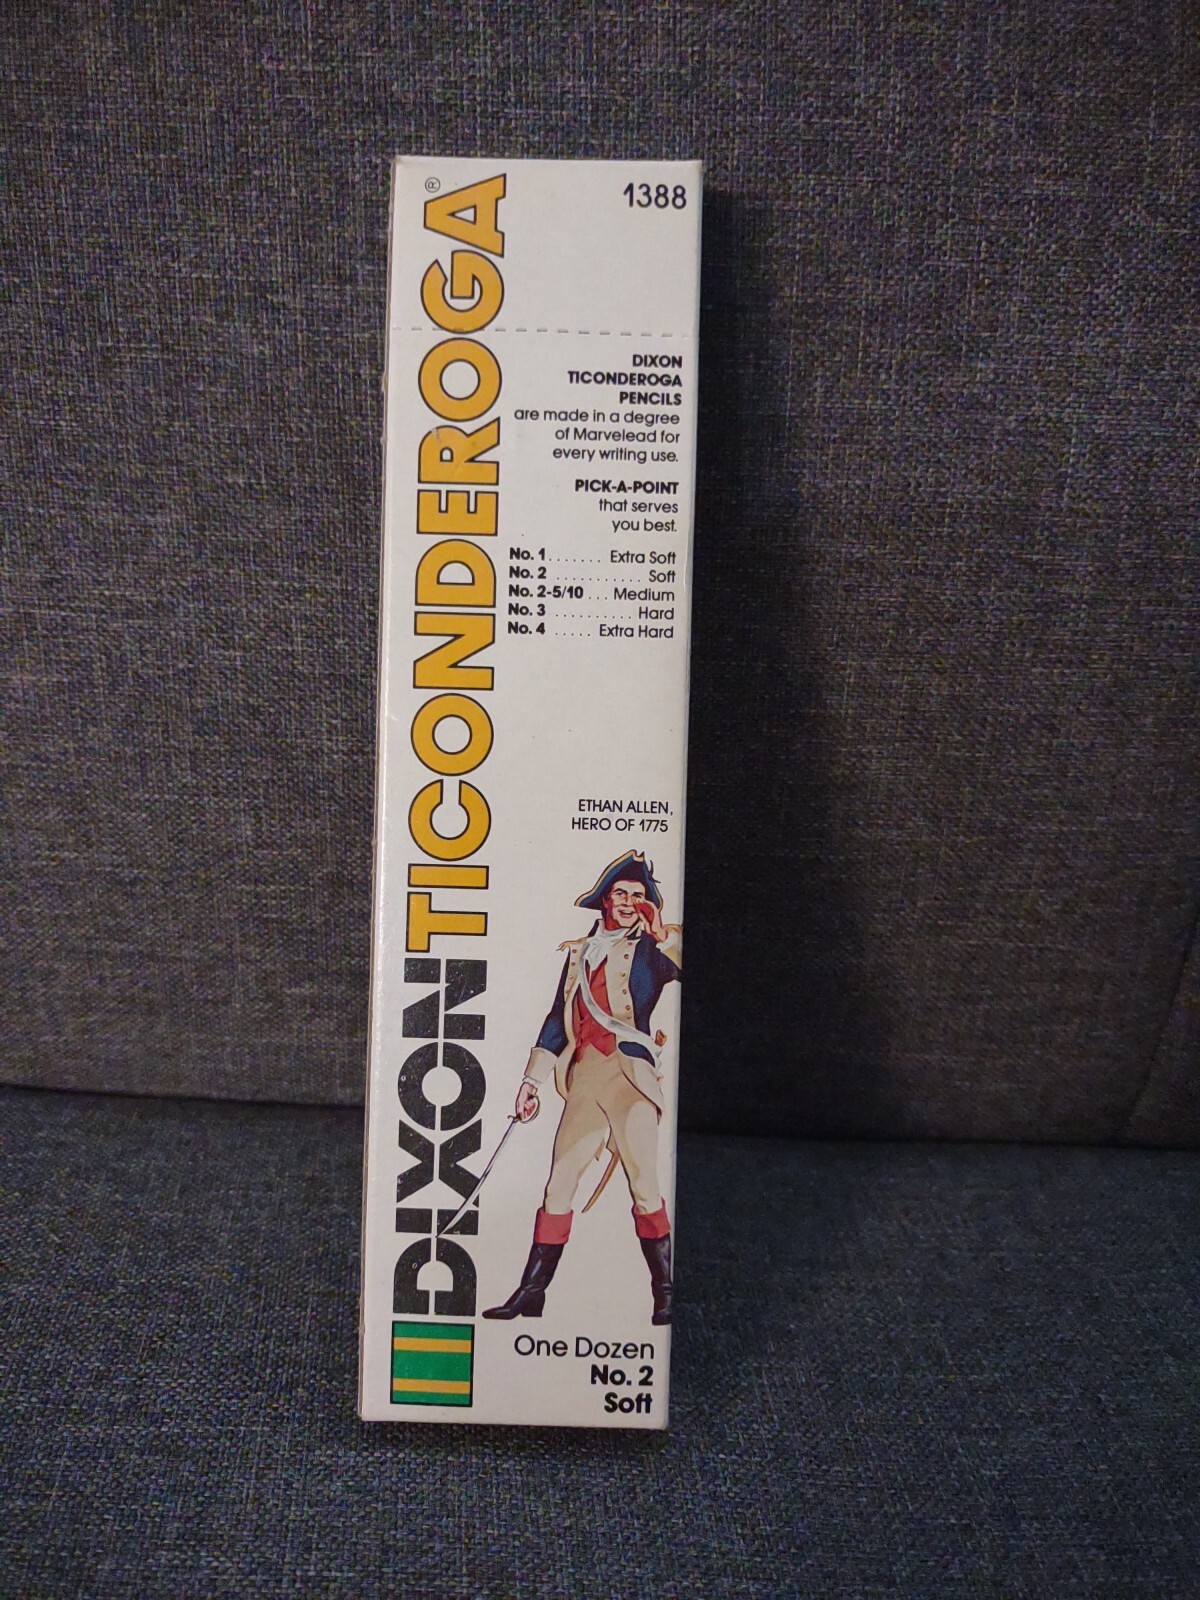 DIXON TICONDEROGA®
1388
DIXON
TICONDEROGA
PENCILS
are made in a degree
of Marvelead for
every writing use.
PICK-A-POINT
that serves
you best.
No. 1....... Extra Soft
No. 2 ........... Soft
No. 2-5/10 ... Medium
No. 3 .......... Hard
No. 4 ..... Extra Hard
ETHAN ALLEN,
HERO OF 1775
One Dozen
No. 2
Soft